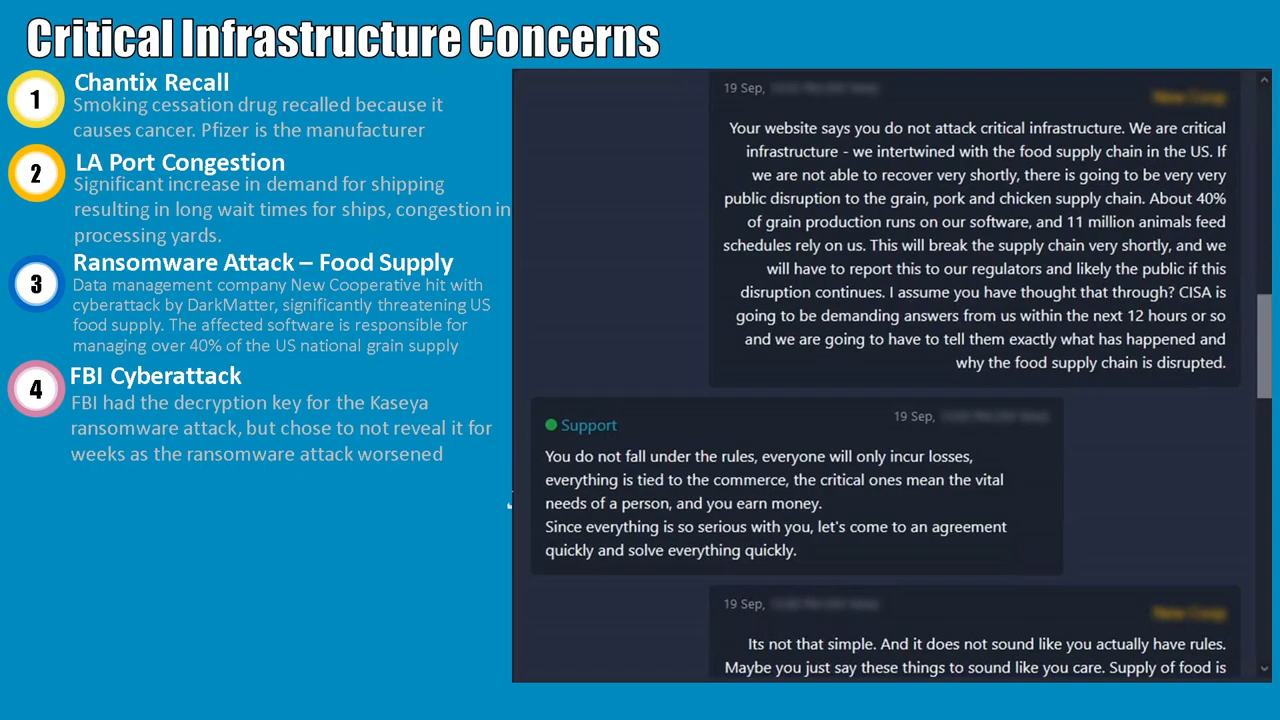 Critical Infrastructure Concerns
1
Chantix Recall
Smoking cessation drug recalled because it
causes cancer. Pfizer is the manufacturer
2
LA Port Congestion
Significant increase in demand for shipping
resulting in long wait times for ships, congestion in
processing yards.
3
Ransomware Attack – Food Supply
Data management company New Cooperative hit with
cyberattack by DarkMatter, significantly threatening US
food supply. The affected software is responsible for
managing over 40% of the US national grain supply
4
FBI Cyberattack
FBI had the decryption key for the Kaseya
ransomware attack, but chose to not reveal it for
weeks as the ransomware attack worsened
19 Sep,
Your website says you do not attack critical infrastructure. We are critical
infrastructure - we intertwined with the food supply chain in the US. If
we are not able to recover very shortly, there is going to be very very
public disruption to the grain, pork and chicken supply chain. About 40%
of grain production runs on our software, and 11 million animals feed
schedules rely on us. This will break the supply chain very shortly, and we
will have to report this to our regulators and likely the public if this
disruption continues. I assume you have thought that through? CISA is
going to be demanding answers from us within the next 12 hours or so
and we are going to have to tell them exactly what has happened and
why the food supply chain is disrupted.
Support
19 Sep,
You do not fall under the rules, everyone will only incur losses,
everything is tied to the commerce, the critical ones mean the vital
needs of a person, and you earn money.
Since everything is so serious with you, let's come to an agreement
quickly and solve everything quickly.
19 Sep,
Its not that simple. And it does not sound like you actually have rules.
Maybe you just say these things to sound like you care. Supply of food is